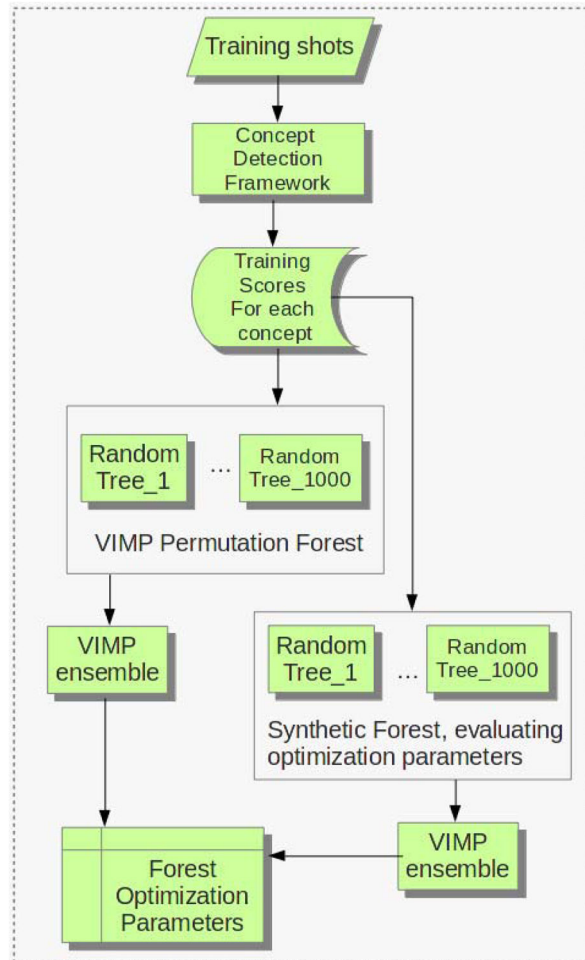 Training shots
Concept
Detection
Framework
Training
Scores
For each
concept
Random
Tree_1
...
Random
Tree_1000
VIMP Permutation Forest
VIMP
ensemble
Random
Tree_1
...
Random
Tree_1000
Synthetic Forest, evaluating
optimization parameters
VIMP
ensemble
Forest
Optimization
Parameters